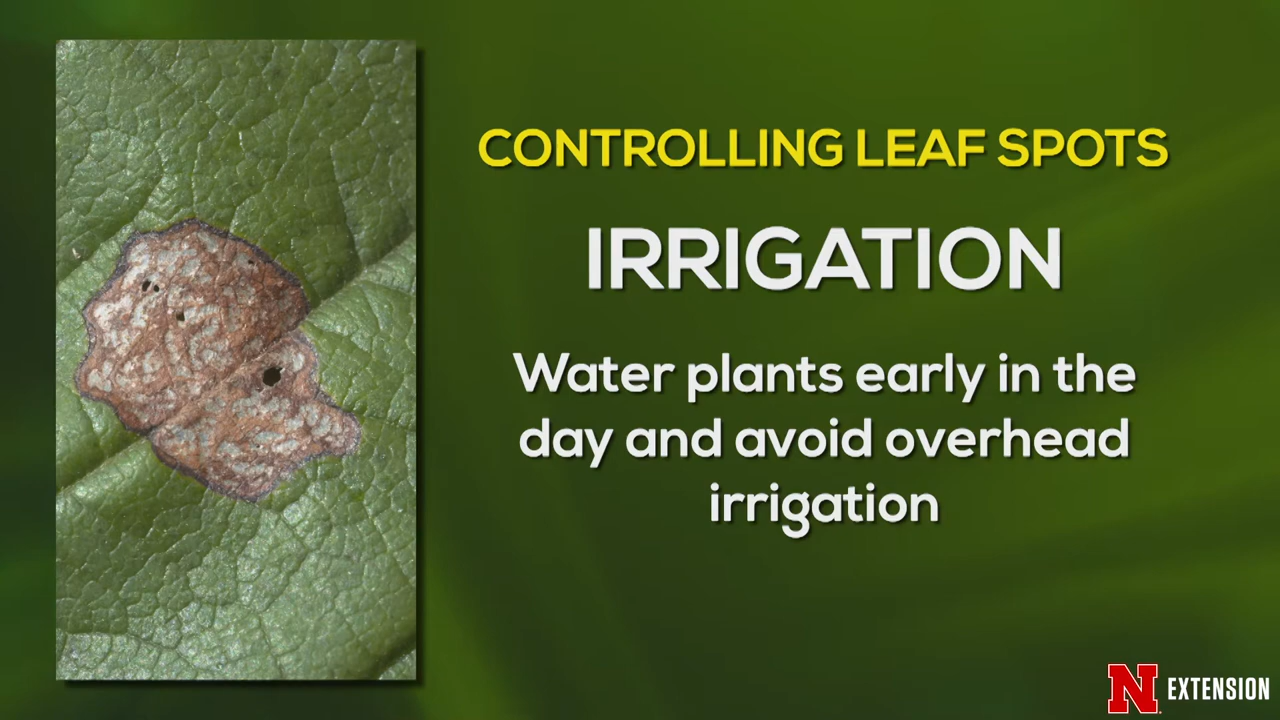 CONTROLLING LEAF SPOTS
IRRIGATION
Water plants early in the
day and avoid overhead
irrigation
N EXTENSION